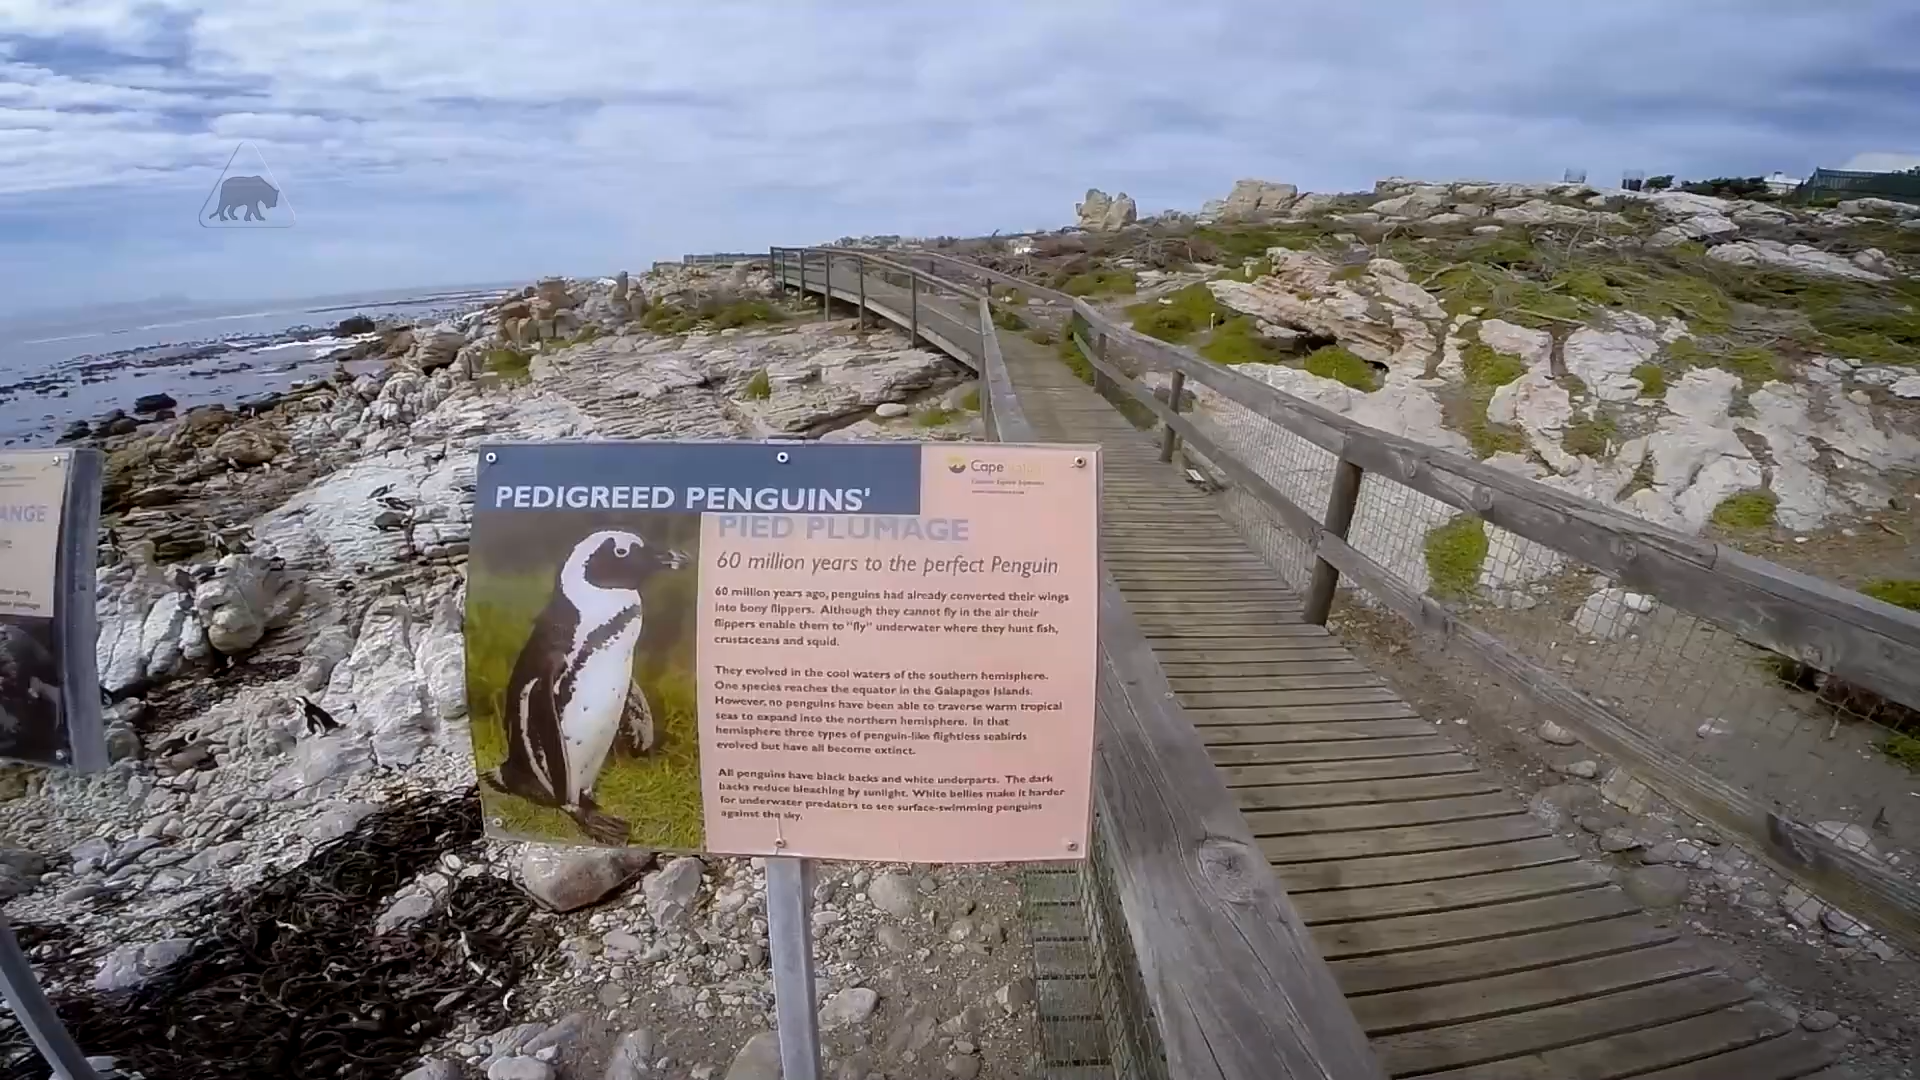 Cape
PEDIGREED PENGUINS'
PIED PLUMAGE
60 million years to the perfect Penguin
60 million years ago, penguins had already converted their wings
into bony flippers. Although they cannot fly in the air their
flippers enable them to "fly" underwater where they hunt fish,
crustaceans and squid.
They evolved in the cool waters of the southern hemisphere.
One species reaches the equator in the Galapagos Islands.
However, no penguins have been able to traverse warm tropical
seas to expand into the northern hemisphere. In that
hemisphere three types of penguin-like flightless seabirds
evolved but have all become extinct.
All penguins have black backs and white underparts. The dark
backs reduce bleaching by sunlight. White bellies make it harder
for underwater predators to see surface-swimming penguins
against the sky.
ANGE